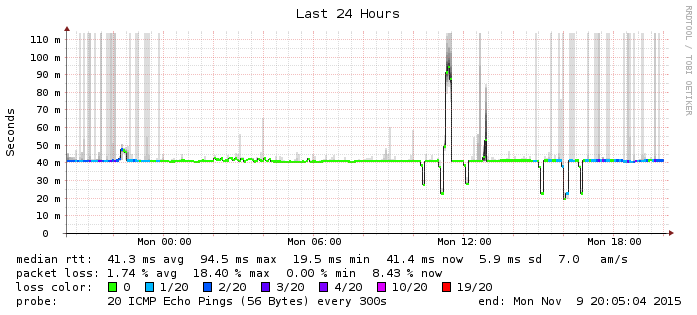 Last 24 Hours
RRDTOOL / TOBI OETIKER
Seconds
110 m
100 m
90 m
80 m
70 m
60 m
50 m
40 m
30 m
20 m
10 m
0
Mon 00:00 Mon 06:00 Mon 12:00 Mon 18:00
median rtt: 41.3 ms avg 94.5 ms max 19.5 ms min 41.4 ms now 5.9 ms sd 7.0 am/s
packet loss: 1.74 % avg 18.40 % max 0.00 % min 8.43 % now
loss color: 0 1/20 2/20 3/20 4/20 10/20 19/20
probe: 20 ICMP Echo Pings (56 Bytes) every 300s end: Mon Nov 9 20:05:04 2015